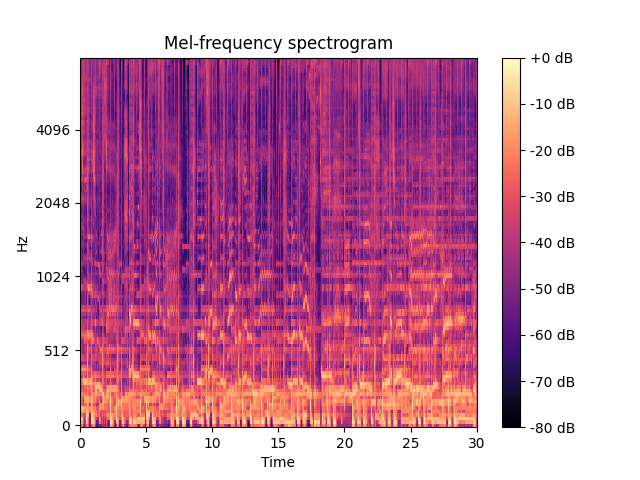 Mel-frequency spectrogram
+0 dB
-10 dB
4096
-20 dB
2048
-30 dB
Hz
-40 dB
1024
-50 dB
-60 dB
512
-70 dB
0
-80 dB
0 5 10 15 20 25 30
Time